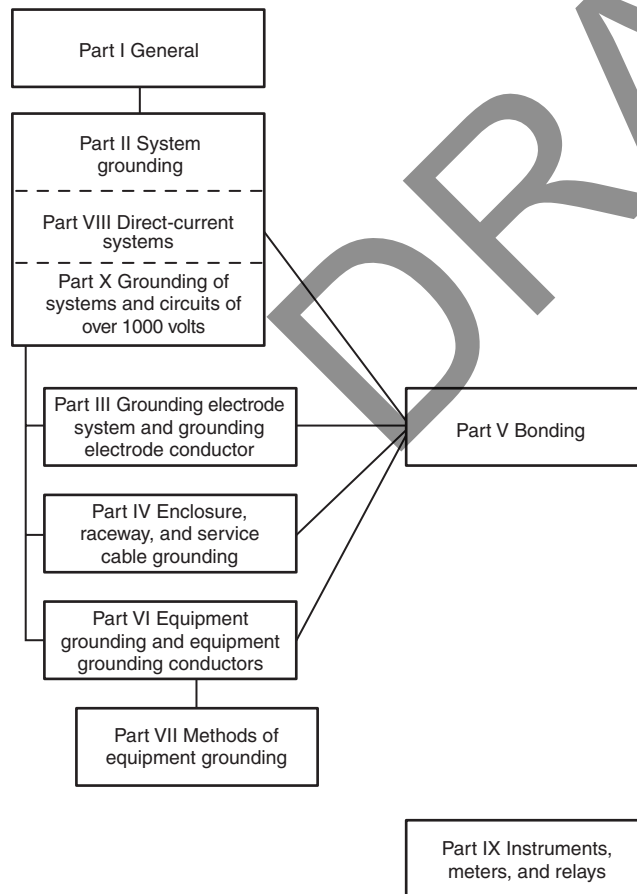 Part I General
Part II System
grounding
Part VIII Direct-current
systems
Part X Grounding of
systems and circuits of
over 1000 volts
Part III Grounding electrode
system and grounding
electrode conductor
Part V Bonding
Part IV Enclosure,
raceway, and service
cable grounding
Part VI Equipment
grounding and equipment
grounding conductors
Part VII Methods of
equipment grounding
Part IX Instruments,
meters, and relays
DRA